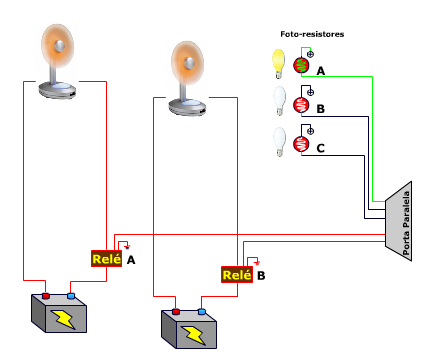 Foto-resistores
A
B
C
Porta Paralela
Relé A
Relé B